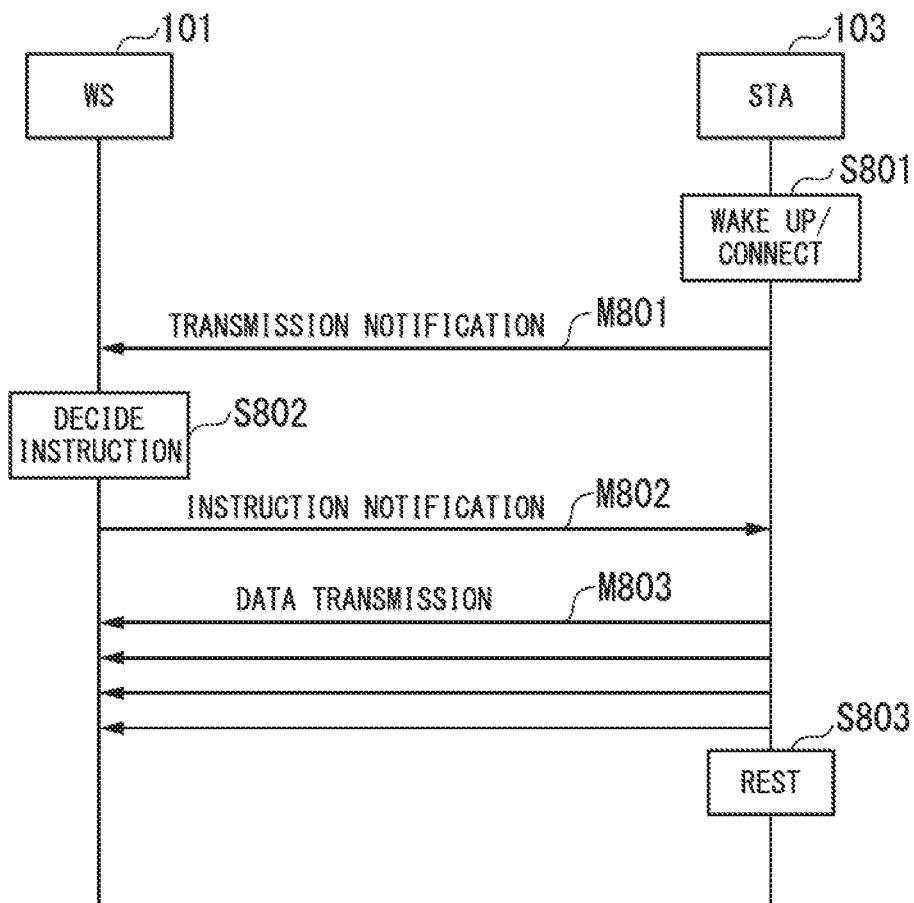 101
103
WS
STA
S801
WAKE UP/
CONNECT
TRANSMISSION NOTIFICATION
M801
DECIDE
INSTRUCTION
S802
INSTRUCTION NOTIFICATION
M802
DATA TRANSMISSION
M803
S803
REST